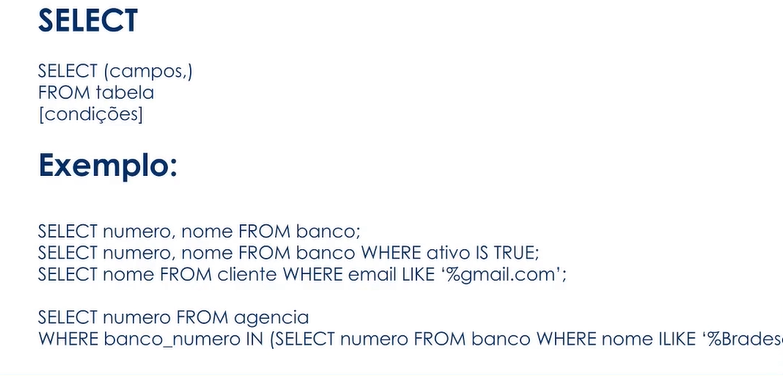 SELECT
SELECT (campos,)
FROM tabela
[condições]
Exemplo:
SELECT numero, nome FROM banco;
SELECT numero, nome FROM banco WHERE ativo IS TRUE;
SELECT nome FROM cliente WHERE email LIKE ‘%gmail.com’;
SELECT numero FROM agencia
WHERE banco_numero IN (SELECT numero FROM banco WHERE nome ILIKE ‘%Brades